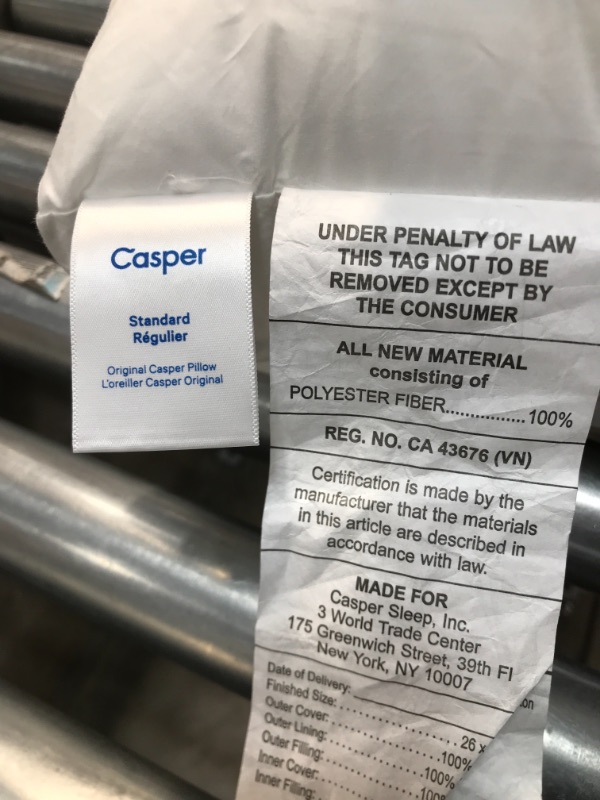 Casper
Standard
Régulier
Original Casper Pillow
L'oreiller Casper Original
UNDER PENALTY OF LAW
THIS TAG NOT TO BE
REMOVED EXCEPT BY
THE CONSUMER
ALL NEW MATERIAL
consisting of
POLYESTER FIBER................100%
REG. NO. CA 43676 (VN)
Certification is made by the
manufacturer that the materials
in this article are described in
accordance with law.
MADE FOR
Casper Sleep, Inc.
3 World Trade Center
175 Greenwich Street, 39th Fl
New York, NY 10007
Date of Delivery:
Finished Size: 26 x
Outer Cover: 100%
Outer Lining: 100%
Outer Filling:
Inner Cover:
Inner Filling: